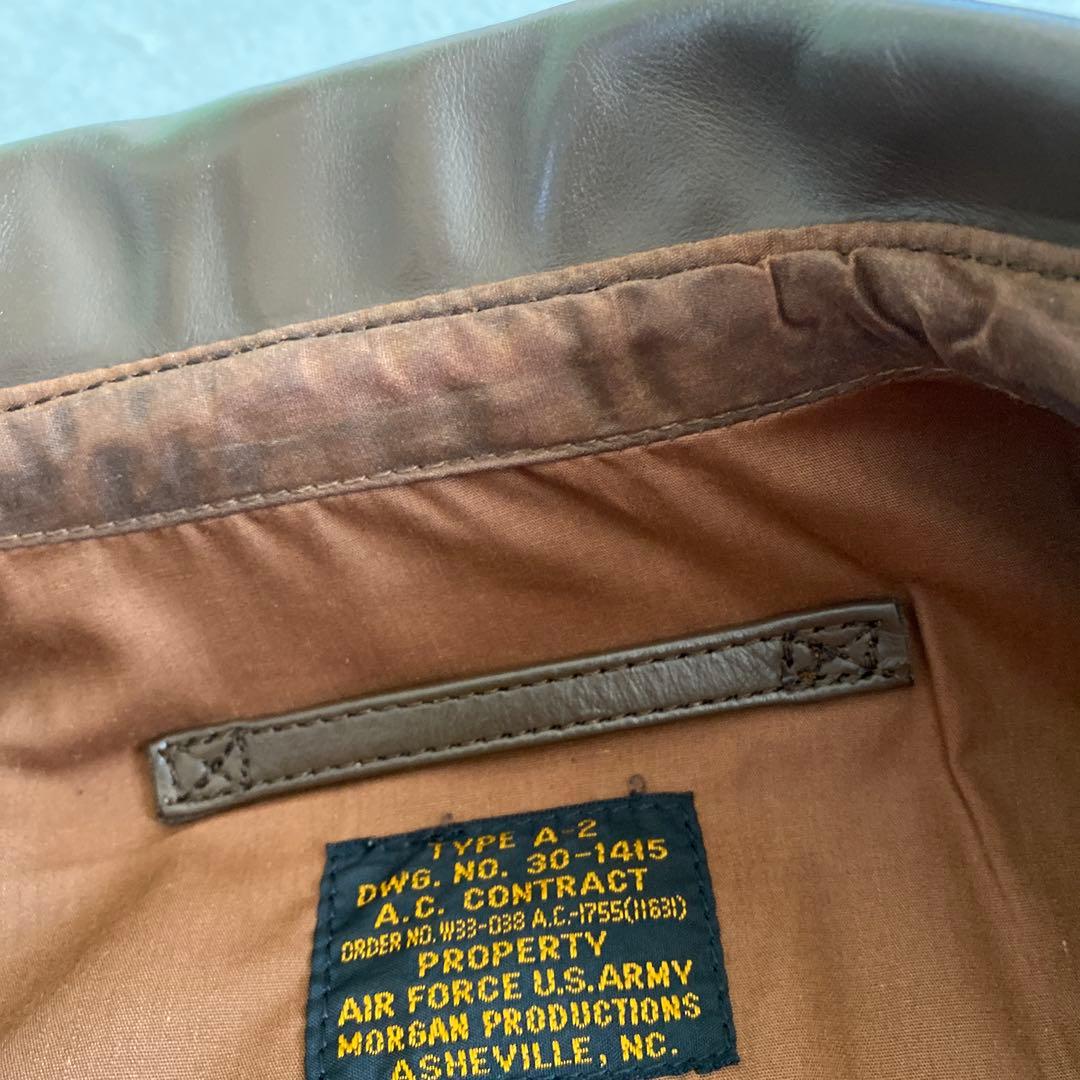 TYPE A-2
DWG. NO. 30-1415
A.C. CONTRACT
ORDER NO. W33-038 A.C.-1755(11631)
PROPERTY
AIR FORCE U.S. ARMY
MORGAN PRODUCTIONS
ASHEVILLE, NC.